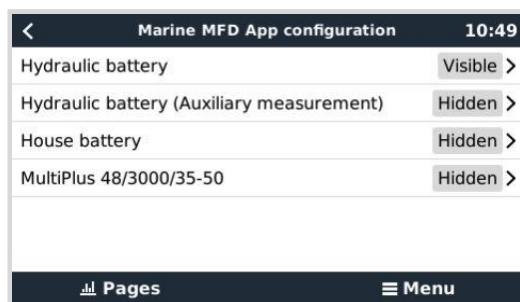 Marine MFD App configuration 10:49
Hydraulic battery Visible
Hydraulic battery (Auxiliary measurement) Hidden
House battery Hidden
MultiPlus 48/3000/35-50 Hidden
Pages Menu